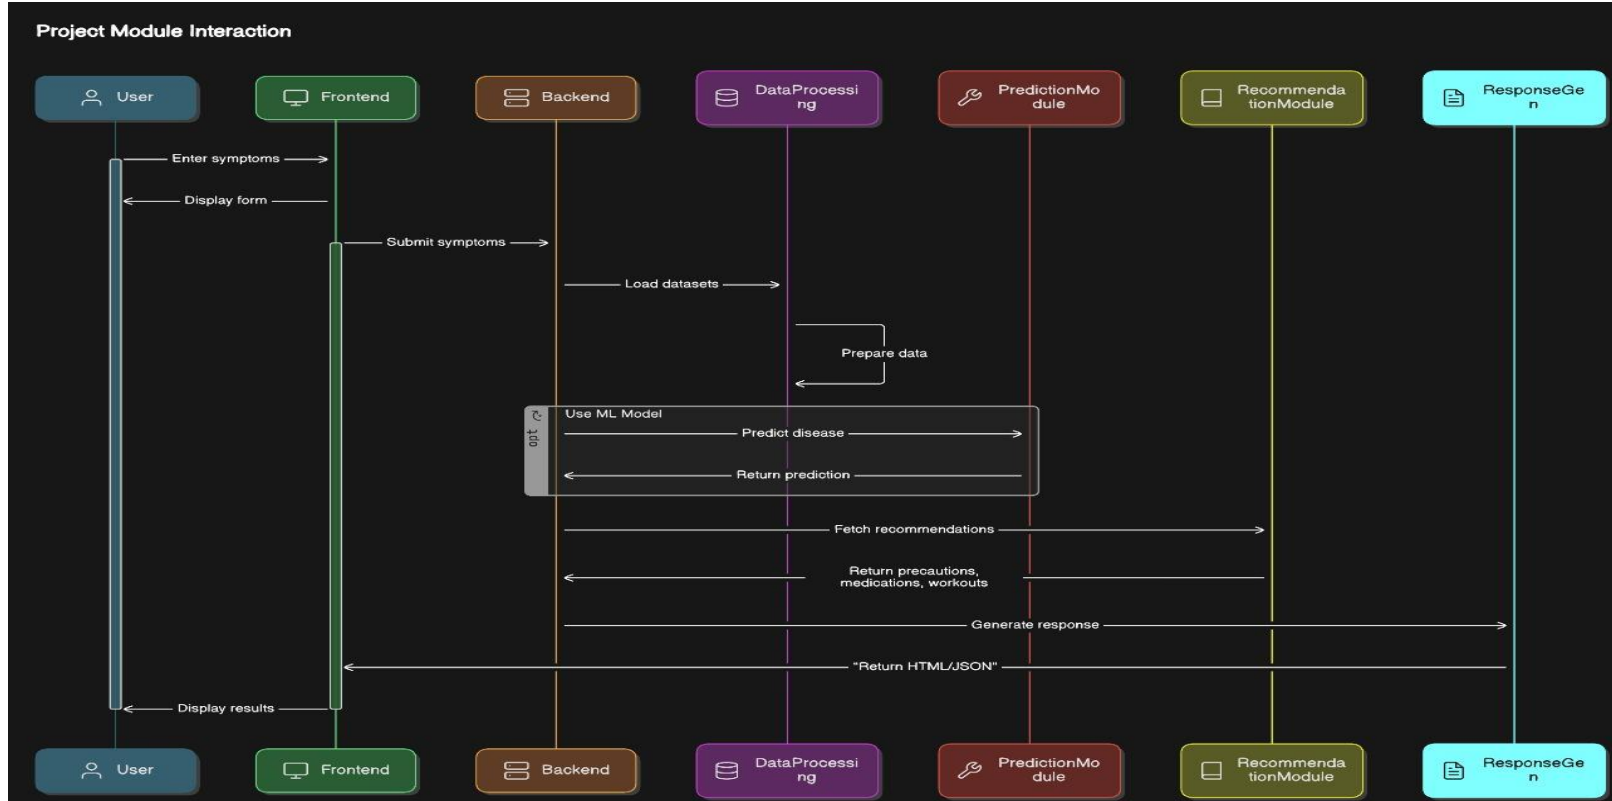 Project Module Interaction
User
Frontend
Backend
DataProcessi
ng
PredictionMo
dule
Recommenda
tionModule
ResponseGe
n
Enter symptoms
Display form
Submit symptoms
Load datasets
Prepare data
opt
Use ML Model
Predict disease
Return prediction
Fetch recommendations
Return precautions,
medications, workouts
Generate response
"Return HTML/JSON"
Display results
User
Frontend
Backend
DataProcessi
ng
PredictionMo
dule
Recommenda
tionModule
ResponseGe
n